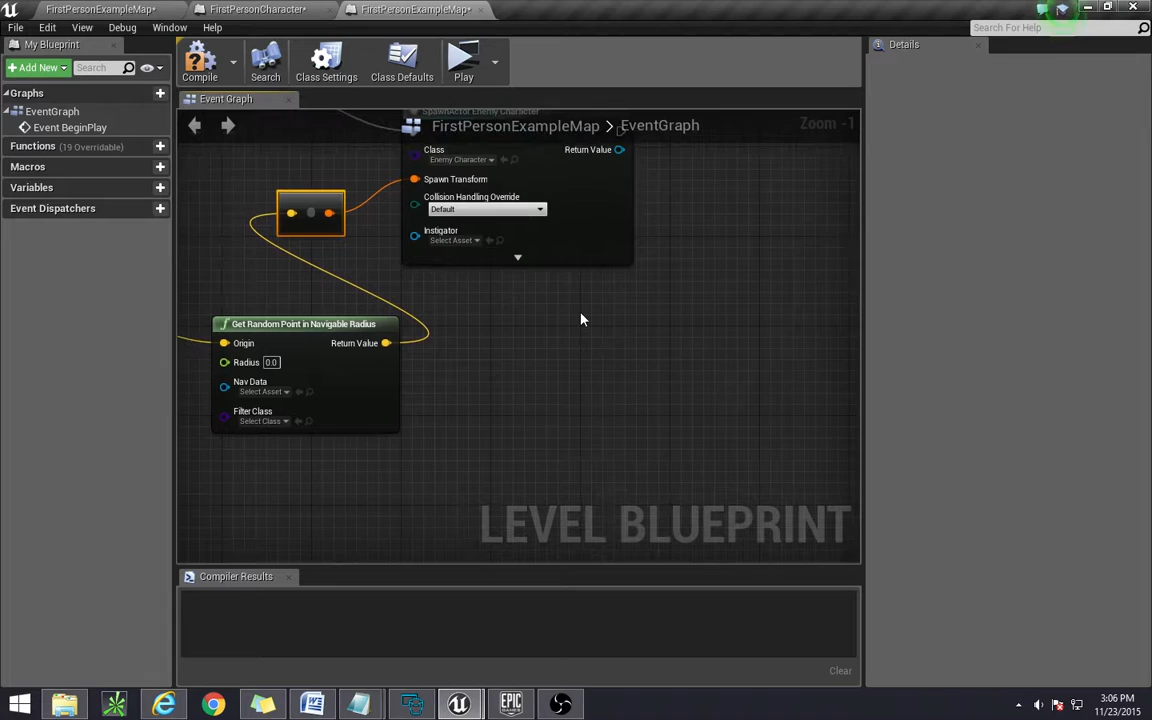 FirstPersonExampleMap*
FirstPersonCharacter*
FirstPersonExampleMap*
File Edit View Debug Window Help
Search For Help
My Blueprint
Add New
Search
Graphs
EventGraph
Event BeginPlay
Functions (19 Overridable)
Macros
Variables
Event Dispatchers
Compile
Search
Class Settings
Class Defaults
Play
Details
Event Graph
SpawnActor Enemy Character
FirstPersonExampleMap > EventGraph
Zoom -1
Class
Enemy Character
Return Value
Spawn Transform
Collision Handling Override
Default
Instigator
Select Asset
Get Random Point in Navigable Radius
Origin
Return Value
Radius 0.0
Nav Data
Select Asset
Filter Class
Select Class
LEVEL BLUEPRINT
Compiler Results
Clear
EPIC
GAMES
3:06 PM
11/23/2015